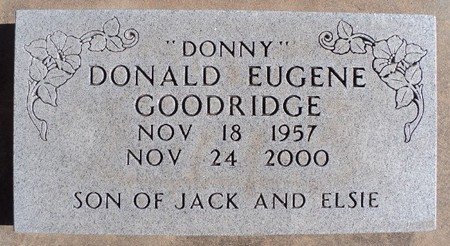 "DONNY"
DONALD EUGENE
GOODRIDGE
NOV 18 1957
NOV 24 2000
SON OF JACK AND ELSIE